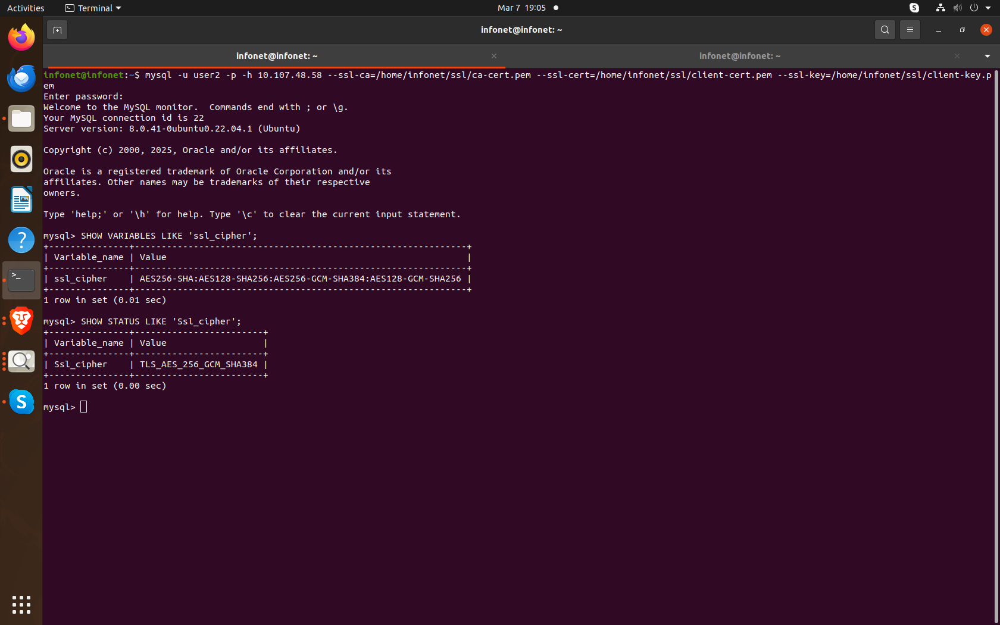 Activities
Terminal
Mar 7 19:05
infonet@infonet: ~
infonet@infonet: ~
infonet@infonet: ~
infonet@infonet:~$ mysql -u user2 -p -h 10.107.48.58 --ssl-ca=/home/infonet/ssl/ca-cert.pem --ssl-cert=/home/infonet/ssl/client-cert.pem --ssl-key=/home/infonet/ssl/client-key.p
em
Enter password:
Welcome to the MySQL monitor.  Commands end with ; or \g.
Your MySQL connection id is 22
Server version: 8.0.41-0ubuntu0.22.04.1 (Ubuntu)
Copyright (c) 2000, 2025, Oracle and/or its affiliates.
Oracle is a registered trademark of Oracle Corporation and/or its
affiliates. Other names may be trademarks of their respective
owners.
Type 'help;' or '\h' for help. Type '\c' to clear the current input statement.
mysql> SHOW VARIABLES LIKE 'ssl_cipher';
+---------------+--------------------------------------------------------------+
| Variable_name | Value                                                        |
+---------------+--------------------------------------------------------------+
| ssl_cipher    | AES256-SHA:AES128-SHA256:AES256-GCM-SHA384:AES128-GCM-SHA256 |
+---------------+--------------------------------------------------------------+
1 row in set (0.01 sec)
mysql> SHOW STATUS LIKE 'Ssl_cipher';
+---------------+------------------------+
| Variable_name | Value                  |
+---------------+------------------------+
| Ssl_cipher    | TLS_AES_256_GCM_SHA384 |
+---------------+------------------------+
1 row in set (0.00 sec)
mysql>